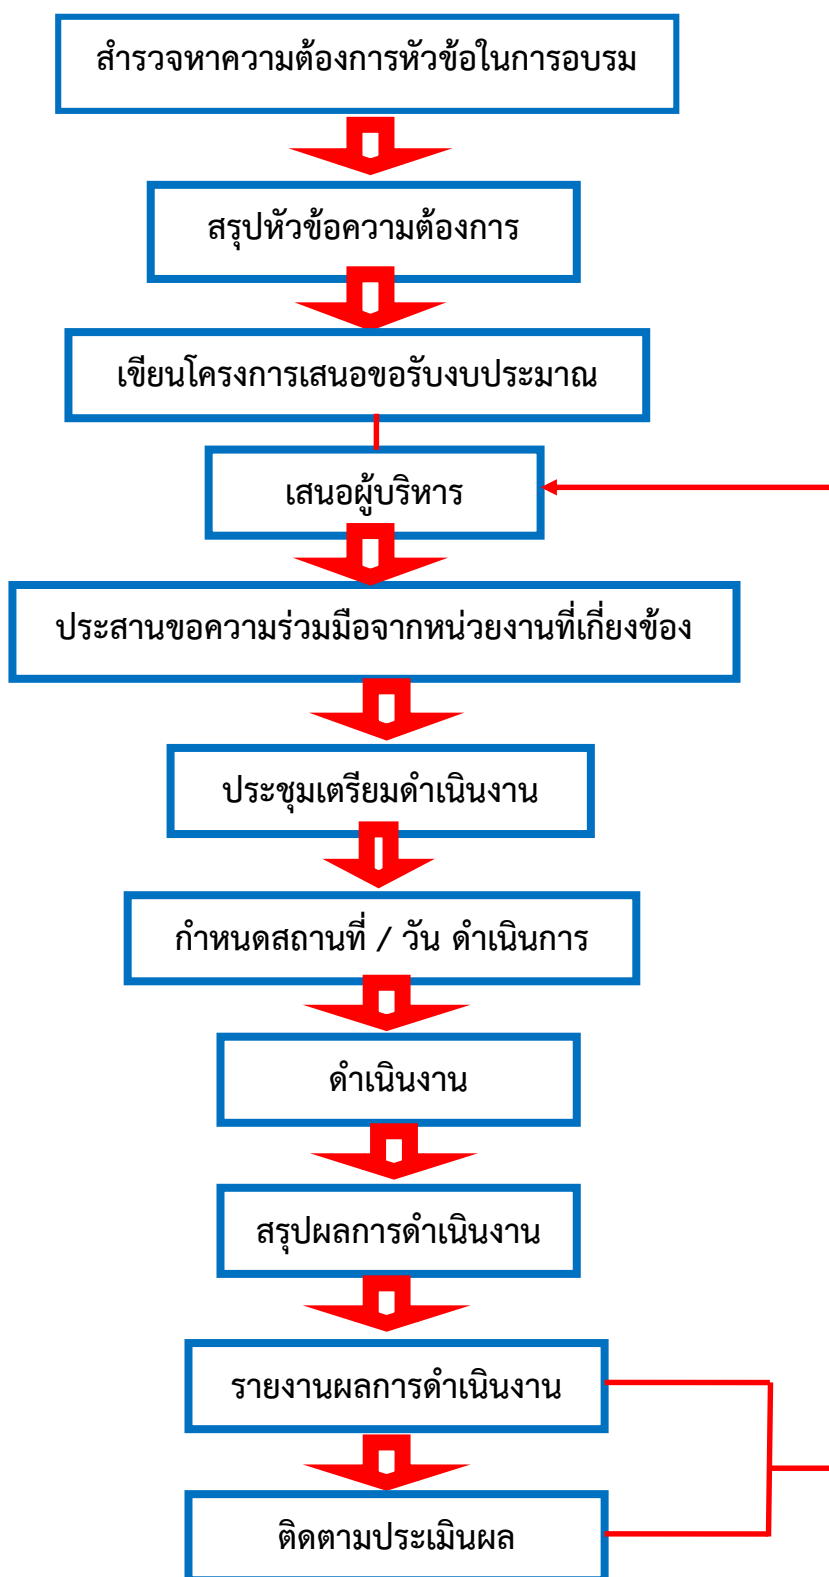 สำรวจหาความต้องการหัวข้อในการอบรม
สรุปหัวข้อความต้องการ
เขียนโครงการเสนอขอรับงบประมาณ
เสนอผู้บริหาร
ประสานขอความร่วมมือจากหน่วยงานที่เกี่ยงข้อง
ประชุมเตรียมดำเนินงาน
กำหนดสถานที่ / วัน ดำเนินการ
ดำเนินงาน
สรุปผลการดำเนินงาน
รายงานผลการดำเนินงาน
ติดตามประเมินผล